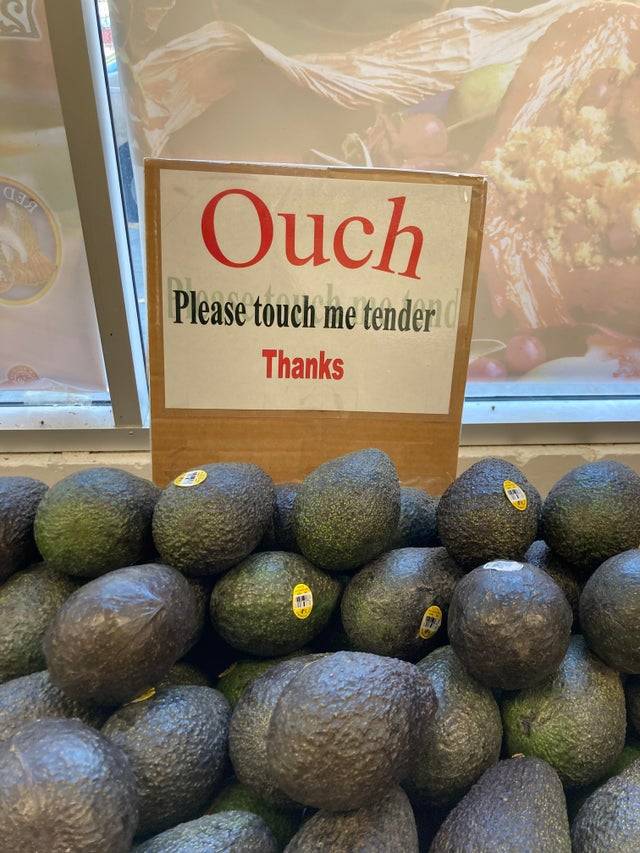 Ouch
Please touch me tender
Thanks